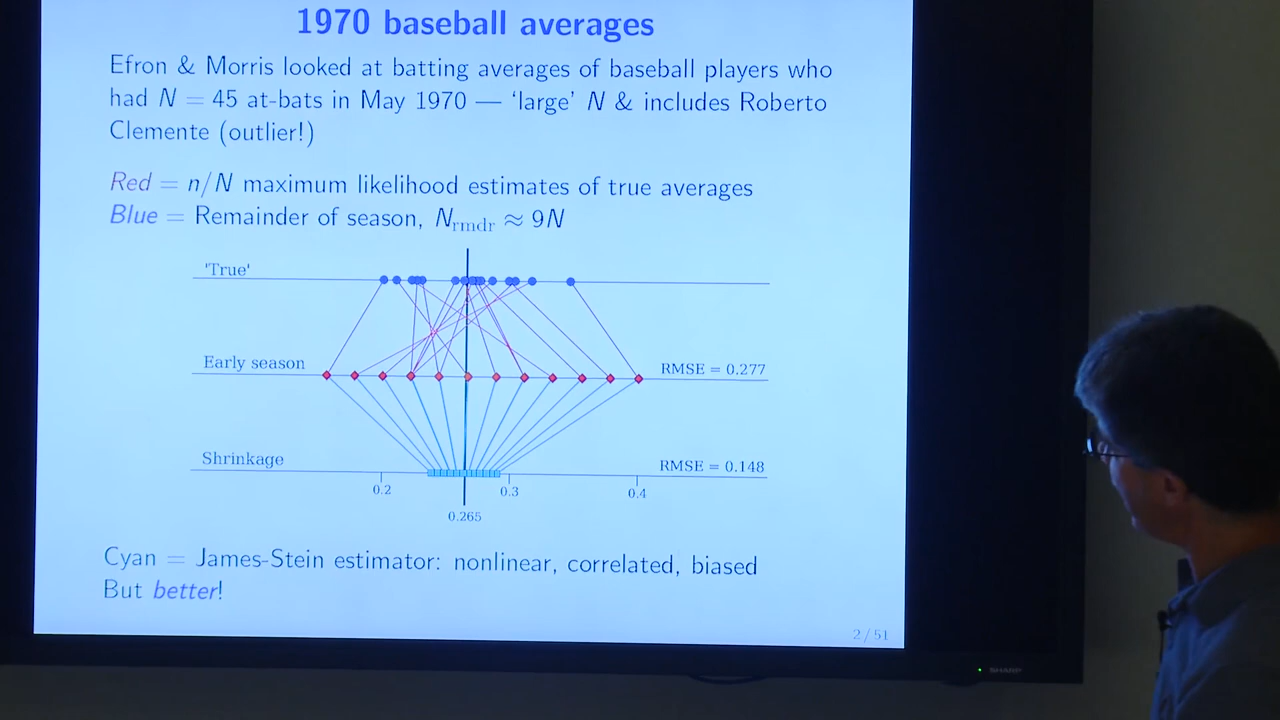 1970 baseball averages
Efron & Morris looked at batting averages of baseball players who
had N = 45 at-bats in May 1970 — ‘large’ N & includes Roberto
Clemente (outlier!)
Red = n/N maximum likelihood estimates of true averages
Blue = Remainder of season, Nrmdr ≈ 9N
'True'
Early season
RMSE = 0.277
Shrinkage
RMSE = 0.148
0.2
0.3
0.4
0.265
Cyan = James-Stein estimator: nonlinear, correlated, biased
But better!
2 / 51
SHARP